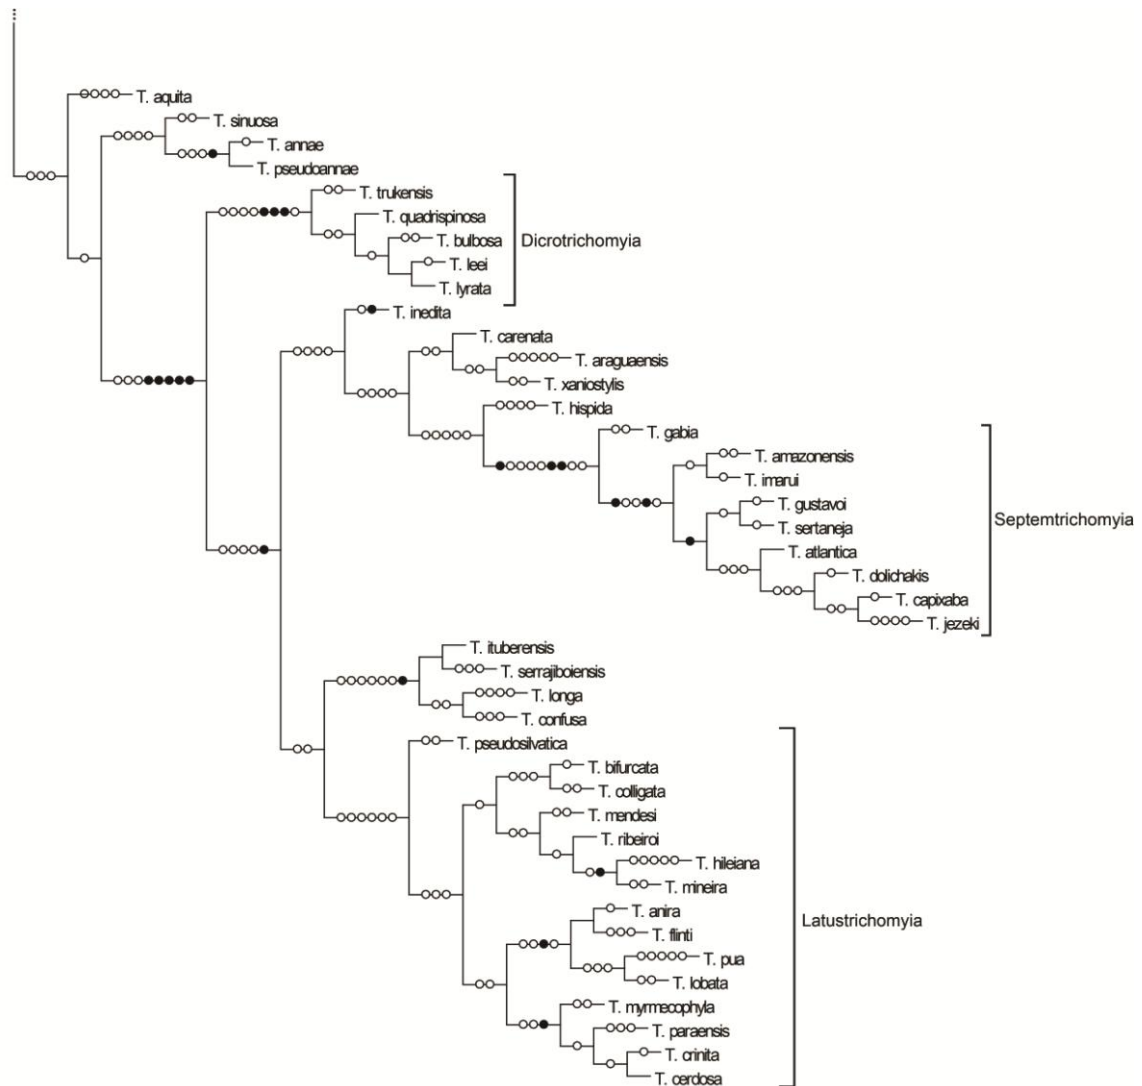 T. aquita
T. sinuosa
T. annae
T. pseudoannae
T. trukensis
T. quadrispinosa
T. bulbosa
Dicrotrichomyia
T. leei
T. lyrata
T. inedita
T. carenata
T. araguaensis
T. xaniostylis
T. hispida
T. gabia
T. amazonensis
T. imarui
T. gustavoi
Septemtrichomyia
T. sertaneja
T. atlantica
T. dolichakis
T. capixaba
T. jezeki
T. ituberensis
T. serrajiboiensis
T. longa
T. confusa
T. pseudosilvatica
T. bifurcata
T. colligata
T. mendesi
T. ribeiroi
T. hileiana
T. mineira
T. anira
Latustrichomyia
T. flinti
T. pua
T. lobata
T. myrmecophyla
T. paraensis
T. crinita
T. cerdosa